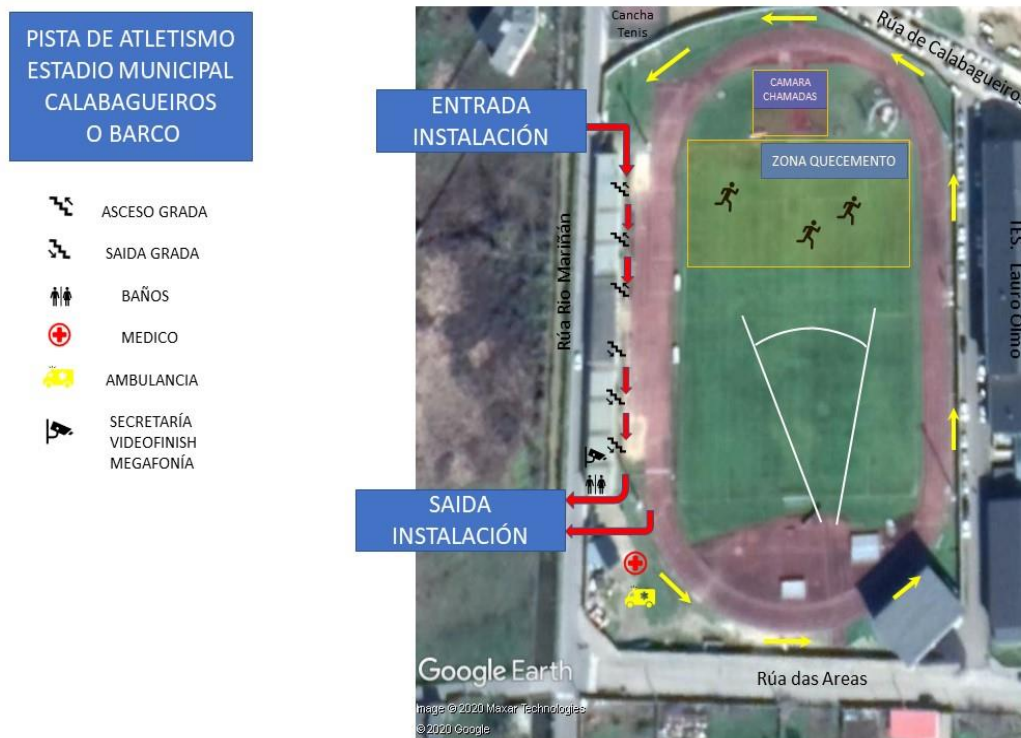 PISTA DE ATLETISMO
ESTADIO MUNICIPAL
CALABAGUEIROS
O BARCO
ASCESO GRADA
SAIDA GRADA
BAÑOS
MEDICO
AMBULANCIA
SECRETARÍA
VIDEOFINISH
MEGAFONÍA
Cancha
Tenis
Rúa de Calabagueiros
ENTRADA
INSTALACIÓN
CAMARA
CHAMADAS
ZONA QUECEMENTO
Rúa Rio Mariñán
IES. Lauro Olmo
SAIDA
INSTALACIÓN
Rúa das Areas
Google Earth
Image © 2020 Maxar Technologies
© 2020 Google